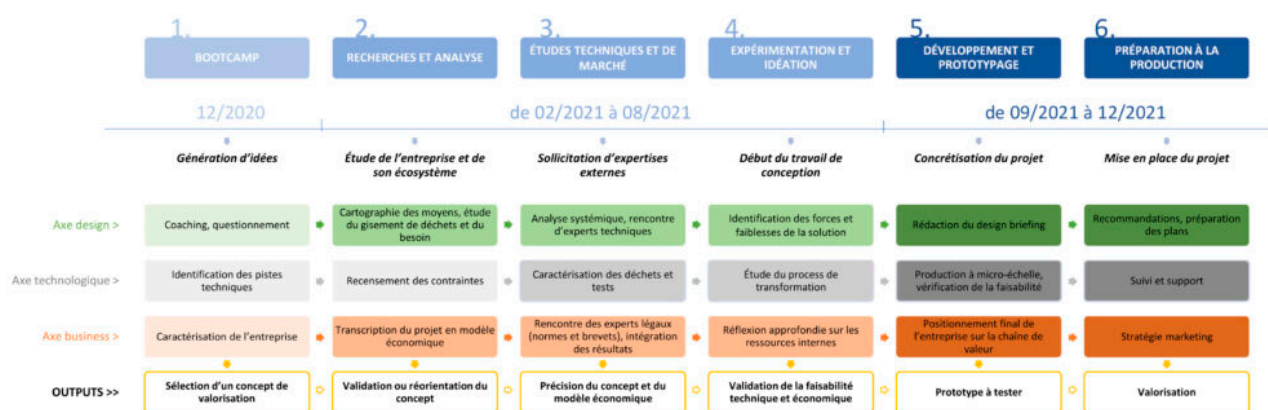 1.
2.
3.
4.
5.
6.
BOOTCAMP
RECHERCHES ET ANALYSE
ÉTUDES TECHNIQUES ET DE
MARCHÉ
EXPÉRIMENTATION ET
IDÉATION
DÉVELOPPEMENT ET
PROTOTYPAGE
PRÉPARATION À LA
PRODUCTION
12/2020
de 02/2021 à 08/2021
de 09/2021 à 12/2021
Génération d'idées
Étude de l'entreprise et de
son écosystème
Sollicitation d'expertises
externes
Début du travail de
conception
Concrétisation du projet
Mise en place du projet
Axe design >
Coaching, questionnement
Cartographie des moyens, étude
du gisement de déchets et du
besoin
Analyse systémique, rencontre
d'experts techniques
Identification des forces et
faiblesses de la solution
Rédaction du design briefing
Recommandations, préparation
des plans
Axe technologique >
Identification des pistes
techniques
Recensement des contraintes
Caractérisation des déchets et
tests
Étude du process de
transformation
Production à micro-échelle,
vérification de la faisabilité
Suivi et support
Axe business >
Caractérisation de l'entreprise
Transcription du projet en modèle
économique
Rencontre des experts légaux
(normes et brevets), intégration
des résultats
Réflexion approfondie sur les
ressources internes
Positionnement final de
l'entreprise sur la chaîne de
valeur
Stratégie marketing
OUTPUTS >>
Sélection d'un concept de
valorisation
Validation ou réorientation du
concept
Précision du concept et du
modèle économique
Validation de la faisabilité
technique et économique
Prototype à tester
Valorisation